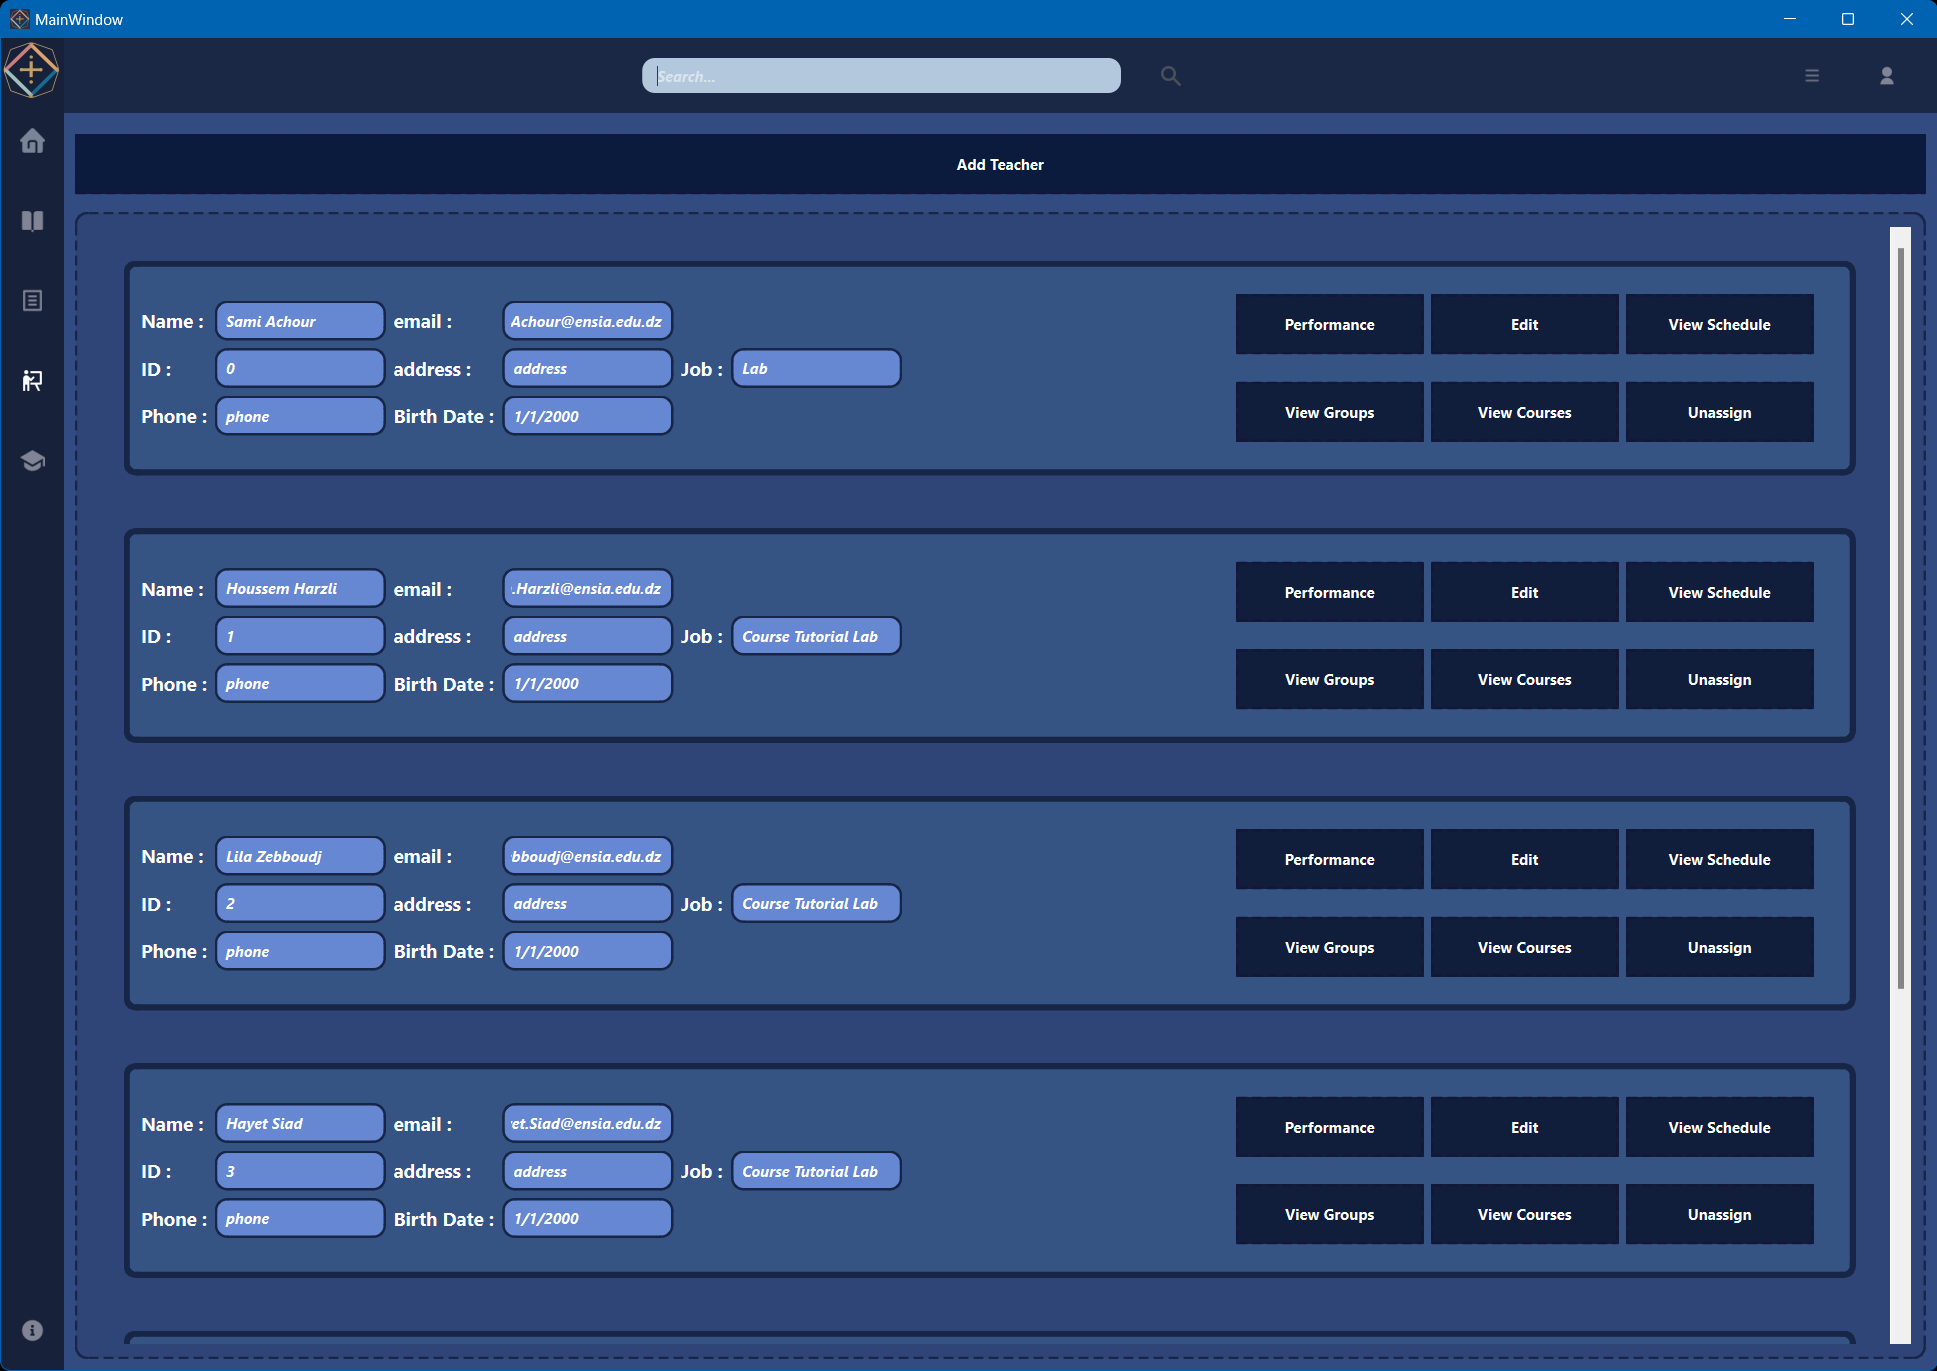 MainWindow
Search...
Add Teacher
Name : Sami Achour email : Achour@ensia.edu.dz
ID : 0 address : address Job : Lab
Phone : phone Birth Date : 1/1/2000
Performance Edit View Schedule
View Groups View Courses Unassign
Name : Houssem Harzli email : .Harzli@ensia.edu.dz
ID : 1 address : address Job : Course Tutorial Lab
Phone : phone Birth Date : 1/1/2000
Performance Edit View Schedule
View Groups View Courses Unassign
Name : Lila Zebboudj email : bboudj@ensia.edu.dz
ID : 2 address : address Job : Course Tutorial Lab
Phone : phone Birth Date : 1/1/2000
Performance Edit View Schedule
View Groups View Courses Unassign
Name : Hayet Siad email : et.Siad@ensia.edu.dz
ID : 3 address : address Job : Course Tutorial Lab
Phone : phone Birth Date : 1/1/2000
Performance Edit View Schedule
View Groups View Courses Unassign